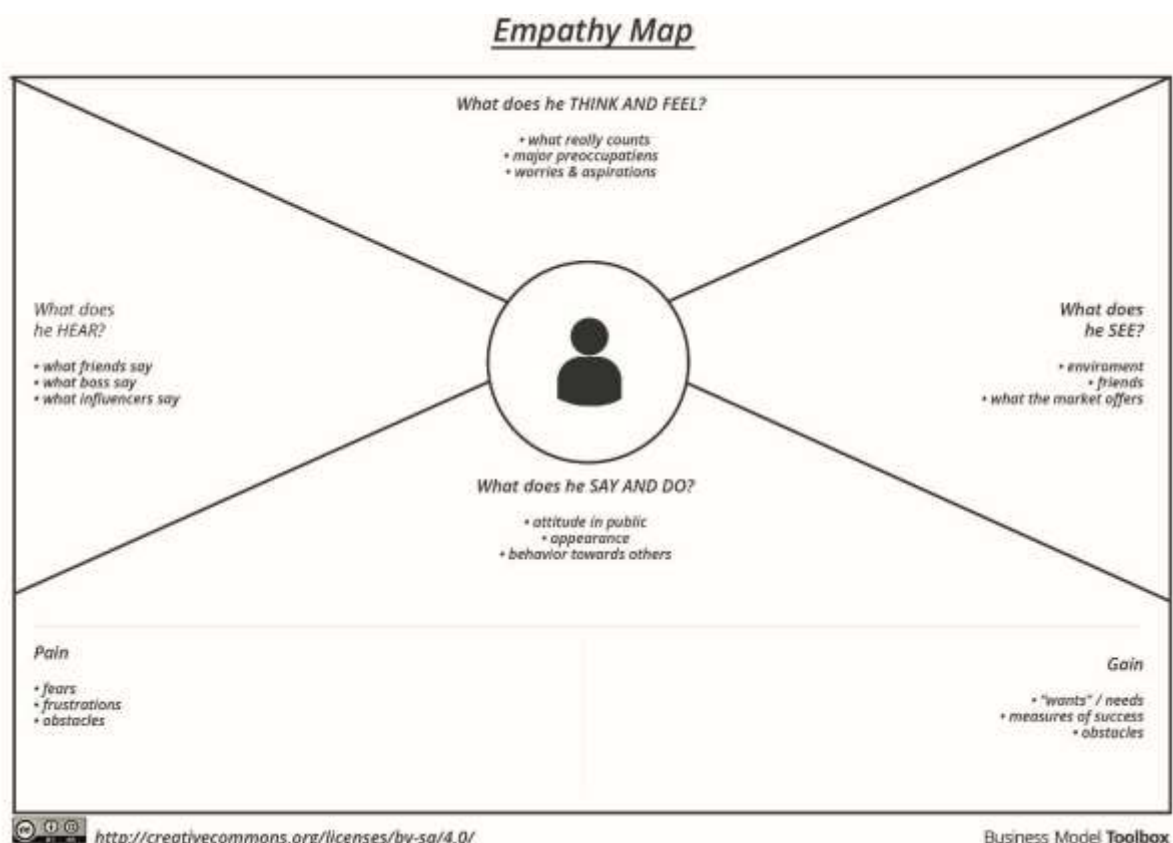 Empathy Map
What does he THINK AND FEEL?
• what really counts
• major preoccupatiens
• worries & aspirations
What does
he HEAR?
• what friends say
• what boss say
• what influencers say
What does
he SEE?
• enviroment
• friends
• what the market offers
What does he SAY AND DO?
• attitude in public
• appearance
• behavior towards others
Pain
• fears
• frustrations
• obstacles
Gain
• "wants" / needs
• measures of success
• obstacles
http://creativecommons.org/licenses/by-sa/4.0/
Business Model Toolbox